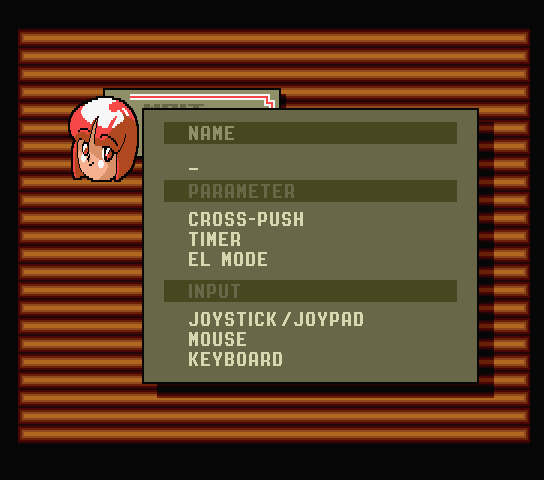 NAME
_
PARAMETER
CROSS-PUSH
TIMER
EL MODE
INPUT
JOYSTICK/JOYPAD
MOUSE
KEYBOARD